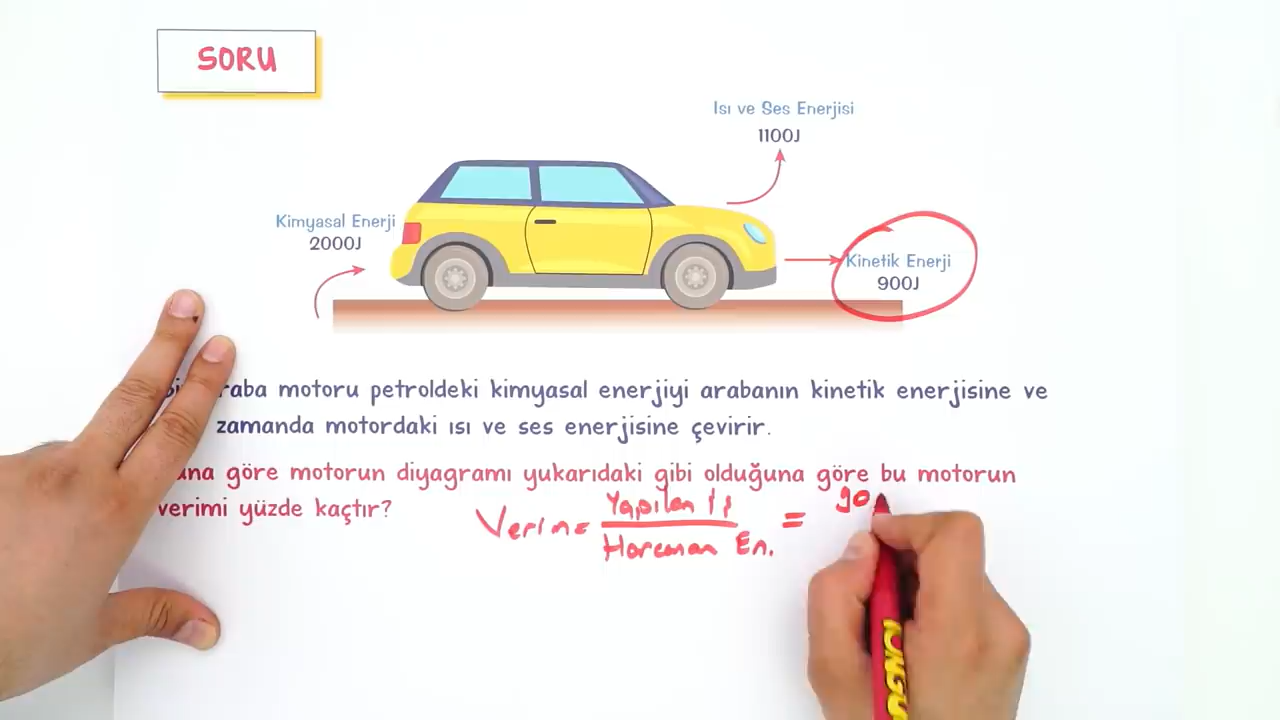 SORU
Isı ve Ses Enerjisi
1100J
Kimyasal Enerji
2000J
Kinetik Enerji
900J
araba motoru petroldeki kimyasal enerjiyi arabanın kinetik enerjisine ve
zamanda motordaki ısı ve ses enerjisine çevirir.
göre motorun diyagramı yukarıdaki gibi olduğuna göre bu motorun
verimi yüzde kaçtır?
Verim = Yapılan İş
Harcanan En. = 90